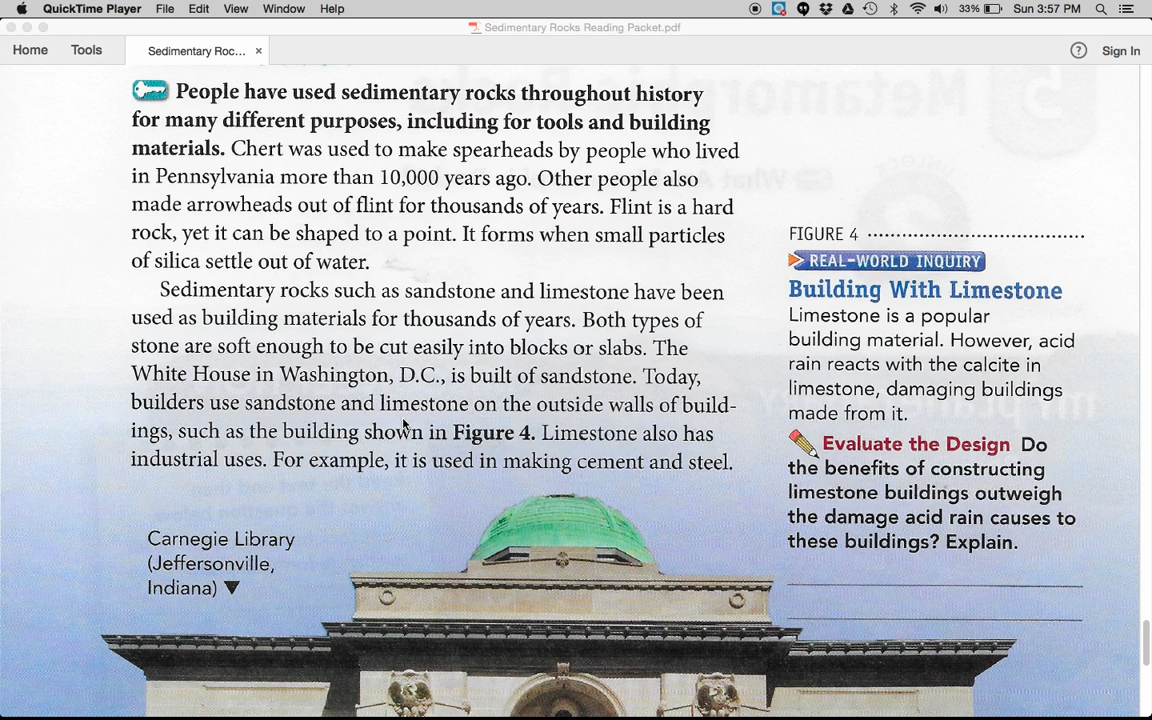 QuickTime Player File Edit View Window Help 33% Sun 3:57 PM
Sedimentary Rocks Reading Packet.pdf
Home Tools Sedimentary Roc... × ? Sign In
People have used sedimentary rocks throughout history
for many different purposes, including for tools and building
materials. Chert was used to make spearheads by people who lived
in Pennsylvania more than 10,000 years ago. Other people also
made arrowheads out of flint for thousands of years. Flint is a hard
rock, yet it can be shaped to a point. It forms when small particles
of silica settle out of water.
Sedimentary rocks such as sandstone and limestone have been
used as building materials for thousands of years. Both types of
stone are soft enough to be cut easily into blocks or slabs. The
White House in Washington, D.C., is built of sandstone. Today,
builders use sandstone and limestone on the outside walls of build-
ings, such as the building shown in Figure 4. Limestone also has
industrial uses. For example, it is used in making cement and steel.
FIGURE 4
REAL-WORLD INQUIRY
Building With Limestone
Limestone is a popular
building material. However, acid
rain reacts with the calcite in
limestone, damaging buildings
made from it.
Evaluate the Design Do
the benefits of constructing
limestone buildings outweigh
the damage acid rain causes to
these buildings? Explain.
Carnegie Library
(Jeffersonville,
Indiana) ▼